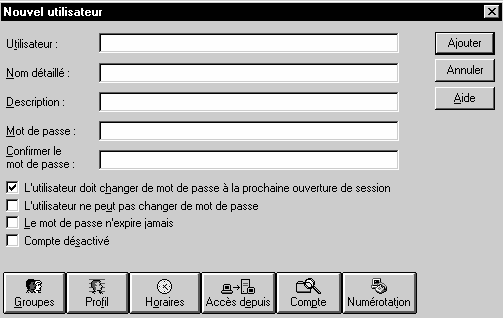 Nouvel utilisateur
Utilisateur :
Ajouter
Nom détaillé :
Annuler
Description :
Aide
Mot de passe :
Confirmer le
mot de passe :
L'utilisateur doit changer de mot de passe à la prochaine ouverture de session
L'utilisateur ne peut pas changer de mot de passe
Le mot de passe n'expire jamais
Compte désactivé
Groupes
Profil
Horaires
Accès depuis
Compte
Numérotation